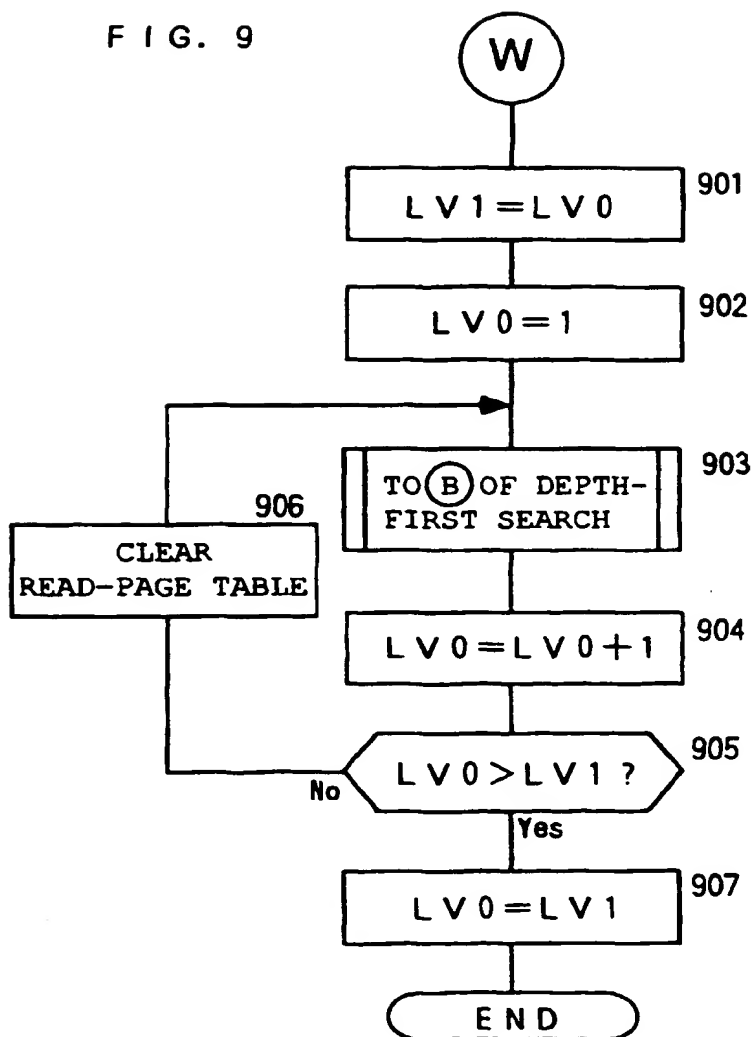 FIG. 9
W
LV1=LV0
901
LV0=1
902
TO B OF DEPTH-
FIRST SEARCH
903
906
CLEAR
READ-PAGE TABLE
LV0=LV0+1
904
LV0>LV1?
905
No
Yes
LV0=LV1
907
END